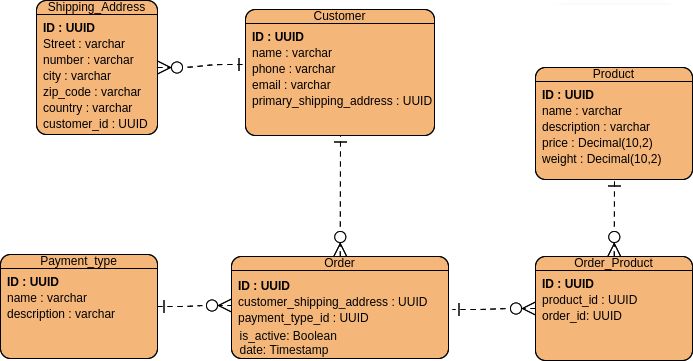 Shipping_Address
ID : UUID
Street : varchar
number : varchar
city : varchar
zip_code : varchar
country : varchar
customer_id : UUID
Customer
ID : UUID
name : varchar
phone : varchar
email : varchar
primary_shipping_address : UUID
Product
ID : UUID
name : varchar
description : varchar
price : Decimal(10,2)
weight : Decimal(10,2)
Payment_type
ID : UUID
name : varchar
description : varchar
Order
ID : UUID
customer_shipping_address : UUID
payment_type_id : UUID
is_active: Boolean
date: Timestamp
Order_Product
ID : UUID
product_id : UUID
order_id: UUID